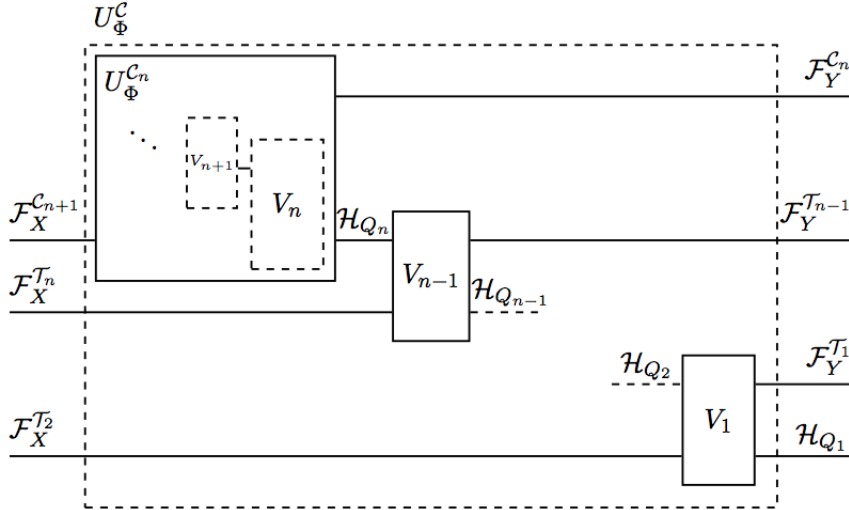 U_Φ^𝒞
U_Φ^{𝒞_n}
ℱ_Y^{𝒞_n}
⋱
V_{n+1}
V_n
ℱ_X^{𝒞_{n+1}}
ℋ_{Q_n}
ℱ_Y^{𝒯_{n−1}}
V_{n−1}
ℱ_X^{𝒯_n}
ℋ_{Q_{n−1}}
ℋ_{Q_2}
ℱ_Y^{𝒯_1}
V_1
ℱ_X^{𝒯_2}
ℋ_{Q_1}